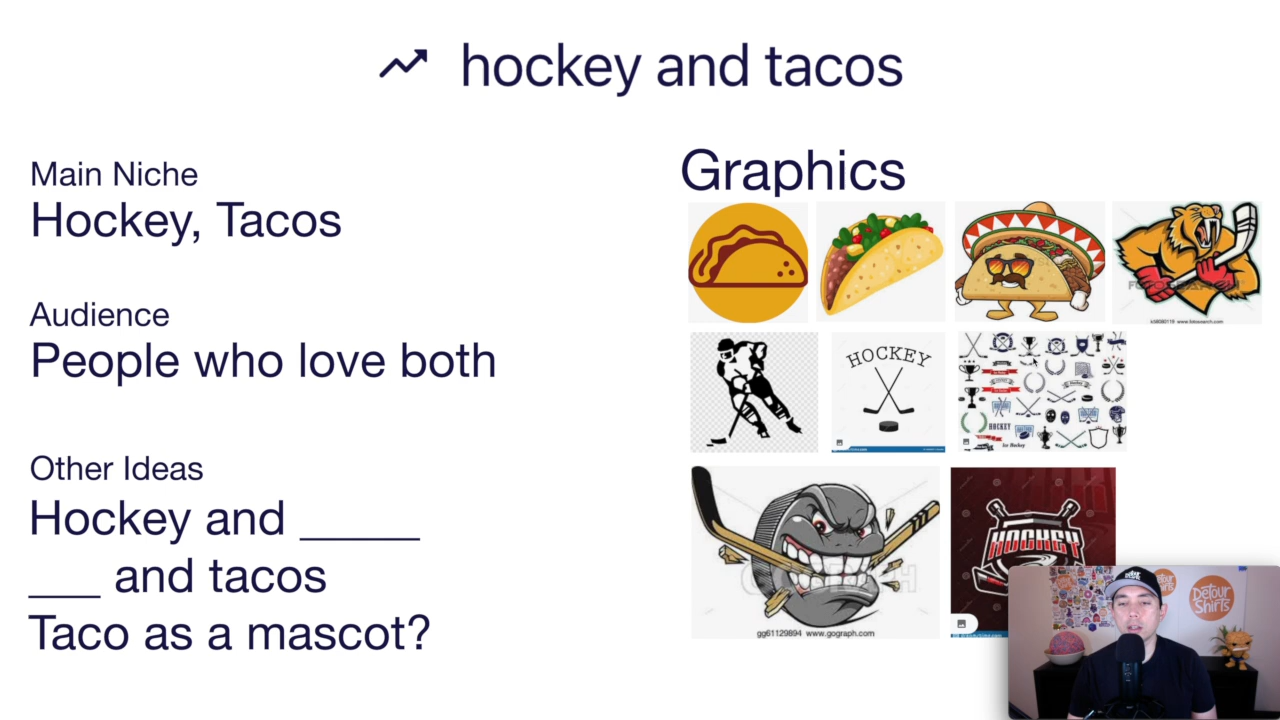 hockey and tacos
Main Niche
Hockey, Tacos
Audience
People who love both
Other Ideas
Hockey and _____
___ and tacos
Taco as a mascot?
Graphics
HOCKEY
HOCKEY
gg61129894 www.gograph.com
HOCKEY
DETOUR
SHIRTS